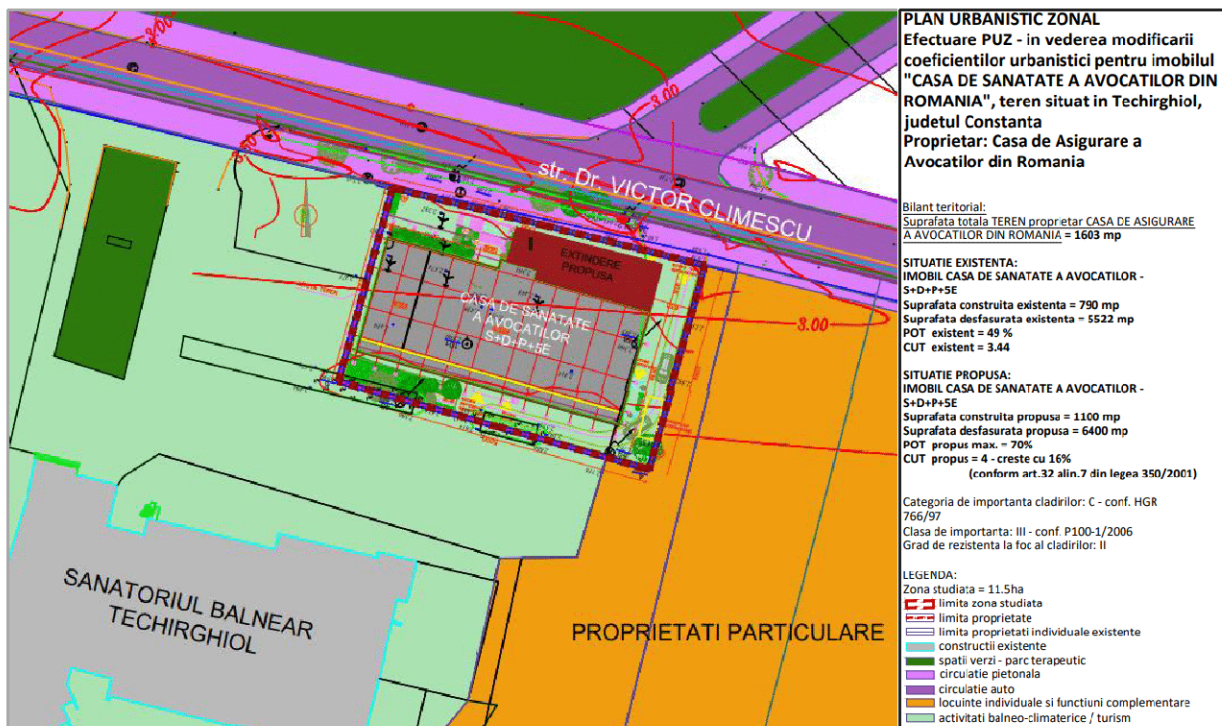 PLAN URBANISTIC ZONAL
Efectuare PUZ - in vederea modificarii
coeficientilor urbanistici pentru imobilul
"CASA DE SANATATE A AVOCATILOR DIN
ROMANIA", teren situat in Techirghiol,
judetul Constanta
Proprietar: Casa de Asigurare a
Avocatilor din Romania
Bilant teritorial:
Suprafata totala TEREN proprietar CASA DE ASIGURARE
A AVOCATILOR DIN ROMANIA = 1603 mp
SITUATIE EXISTENTA:
IMOBIL CASA DE SANATATE A AVOCATILOR -
S+D+P+5E
Suprafata construita existenta = 790 mp
Suprafata desfasurata existenta = 5522 mp
POT existent = 49 %
CUT existent = 3.44
SITUATIE PROPUSA:
IMOBIL CASA DE SANATATE A AVOCATILOR -
S+D+P+5E
Suprafata construita propusa = 1100 mp
Suprafata desfasurata propusa = 6400 mp
POT propus max. = 70%
CUT propus = 4 - creste cu 16%
(conform art.32 alin.7 din legea 350/2001)
Categoria de importanta cladirilor: C - conf. HGR
766/97
Clasa de importanta: III - conf. P100-1/2006
Grad de rezistenta la foc al cladirilor: II
LEGENDA:
Zona studiata = 11.5ha
limita zona studiata
limita proprietate
limita proprietati individuale existente
constructii existente
spatii verzi - parc terapeutic
circulatie pietonala
circulatie auto
locuinte individuale si functiuni complementare
activitati balneo-climaterice / turism
3.00
3.00
3.00
str. Dr. VICTOR CLIMESCU
EXTINDERE
PROPUSA
CASA DE SANATATE
A AVOCATILOR
S+D+P+5E
3.00
SANATORIUL BALNEAR
TECHIRGHIOL
PROPRIETATI PARTICULARE